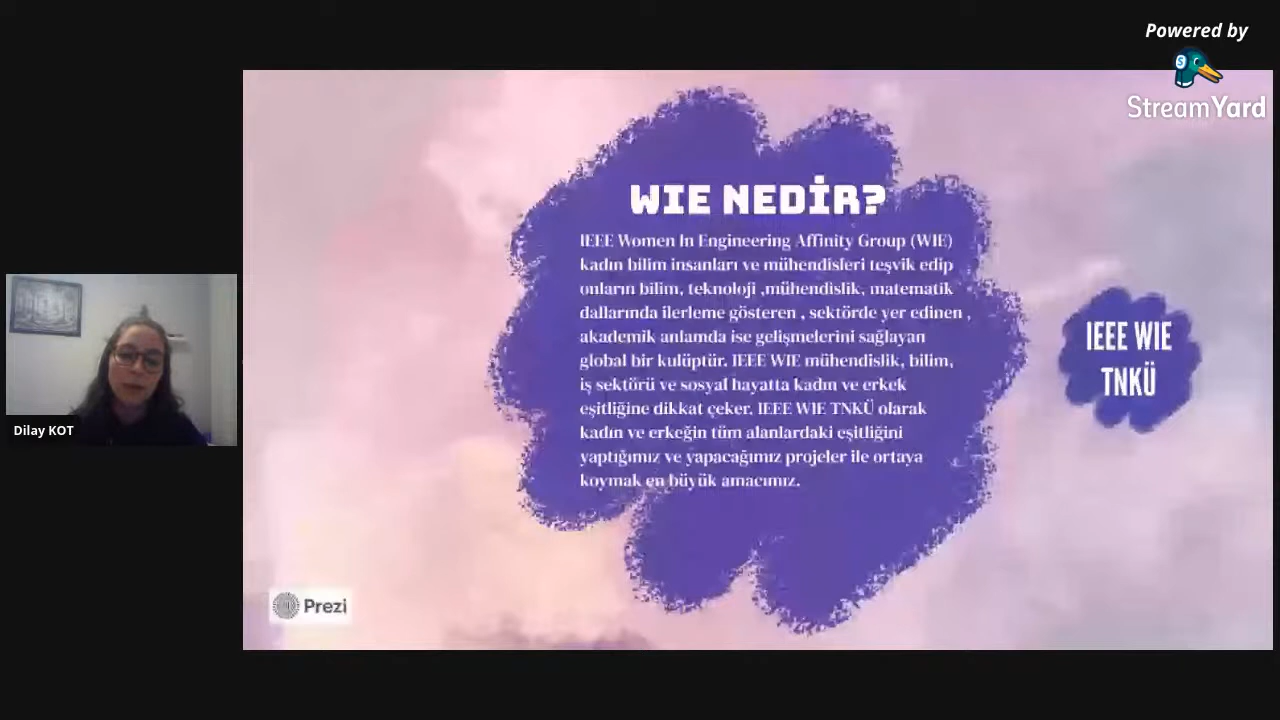 Powered by
StreamYard
WIE NEDİR?
IEEE Women In Engineering Affinity Group (WIE)
kadın bilim insanları ve mühendisleri teşvik edip
onların bilim, teknoloji ,mühendislik, matematik
dallarında ilerleme gösteren , sektörde yer edinen ,
akademik anlamda ise gelişmelerini sağlayan
global bir kulüptür. IEEE WIE mühendislik, bilim,
iş sektörü ve sosyal hayatta kadın ve erkek
eşitliğine dikkat çeker. IEEE WIE TNKÜ olarak
kadın ve erkeğin tüm alanlardaki eşitliğini
yaptığımız ve yapacağımız projeler ile ortaya
koymak en büyük amacımız.
IEEE WIE
TNKÜ
Dilay KOT
Prezi